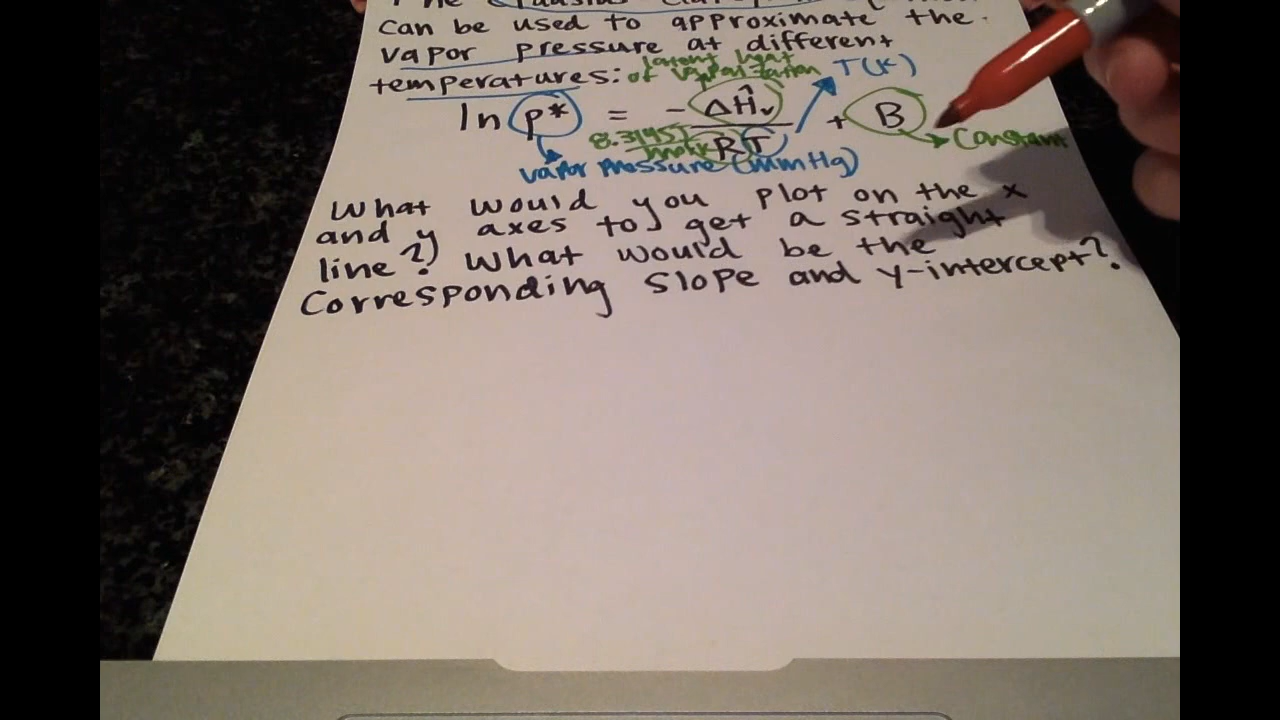 can be used to approximate the
vapor pressure at different
temperatures:
latent heat
of vaporization
T(K)
ln p* = - ΔĤv / RT + B
8.3145J
constant
vapor pressure (mmHg)
What would you plot on the x
and y axes to get a straight
line? What would be the
corresponding slope and y-intercept?